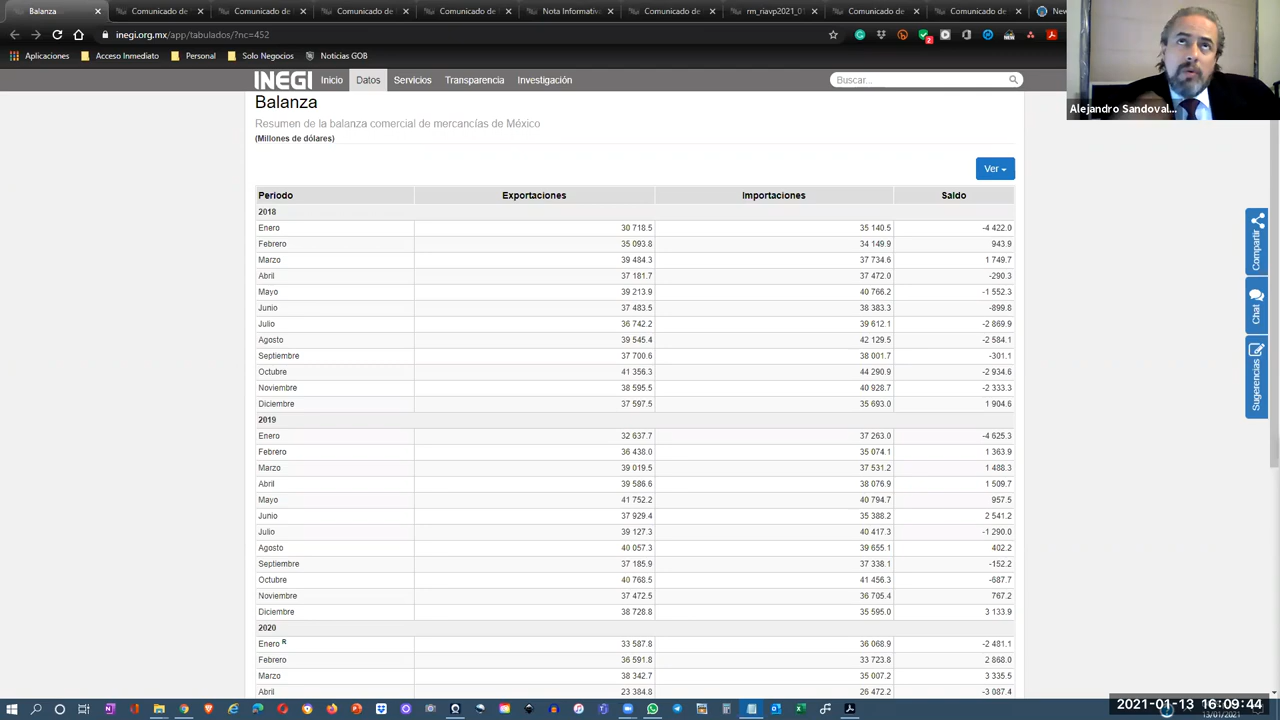 Balanza
Comunicado de
Comunicado de
Comunicado de
Comunicado de
Nota Informativ
Comunicado de
rm_riavp2021_0
Comunicado de
Comunicado de
New
inegi.org.mx/app/tabulados/?nc=452
Aplicaciones Acceso Inmediato Personal Solo Negocios Noticias GOB
INEGI Inicio Datos Servicios Transparencia Investigación Buscar...
Alejandro Sandoval...
Balanza
Resumen de la balanza comercial de mercancías de México
(Millones de dólares)
Ver
Periodo Exportaciones Importaciones Saldo
2018
Enero 30 718.5 35 140.5 -4 422.0
Febrero 35 093.8 34 149.9 943.9
Marzo 39 484.3 37 734.6 1 749.7
Abril 37 181.7 37 472.0 -290.3
Mayo 39 213.9 40 766.2 -1 552.3
Junio 37 483.5 38 383.3 -899.8
Julio 36 742.2 39 612.1 -2 869.9
Agosto 39 545.4 42 129.5 -2 584.1
Septiembre 37 700.6 38 001.7 -301.1
Octubre 41 356.3 44 290.9 -2 934.6
Noviembre 38 595.5 40 928.7 -2 333.3
Diciembre 37 597.5 35 693.0 1 904.6
2019
Enero 32 637.7 37 263.0 -4 625.3
Febrero 36 438.0 35 074.1 1 363.9
Marzo 39 019.5 37 531.2 1 488.3
Abril 39 586.6 38 076.9 1 509.7
Mayo 41 752.2 40 794.7 957.5
Junio 37 929.4 35 388.2 2 541.2
Julio 39 127.3 40 417.3 -1 290.0
Agosto 40 057.3 39 655.1 402.2
Septiembre 37 185.9 37 338.1 -152.2
Octubre 40 768.5 41 456.3 -687.7
Noviembre 37 472.5 36 705.4 767.2
Diciembre 38 728.8 35 595.0 3 133.9
2020
Enero R 33 587.8 36 068.9 -2 481.1
Febrero 36 591.8 33 723.8 2 868.0
Marzo 38 342.7 35 007.2 3 335.5
Abril 23 384.8 26 472.2 -3 087.4
Compartir
Chat
Sugerencias
2021-01-13 16:09:44
13/01/2021